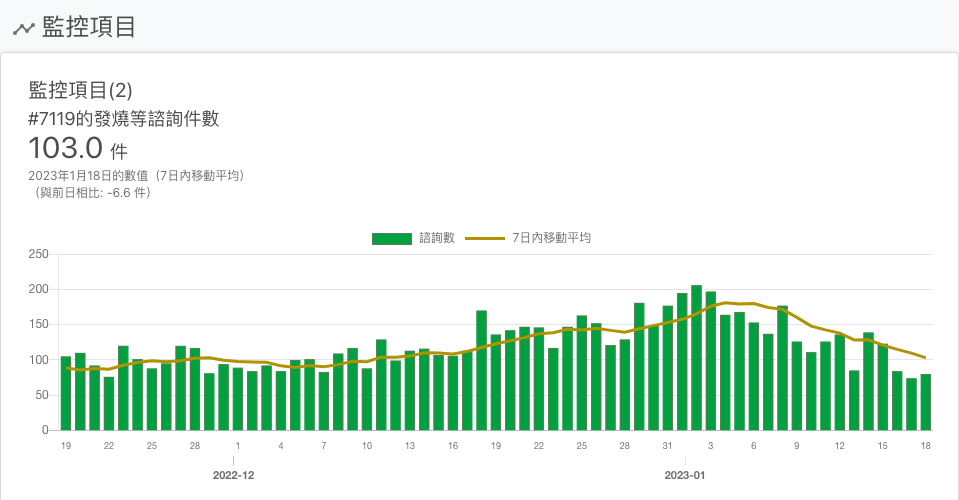 監控項目
監控項目(2)
#7119的發燒等諮詢件數
103.0 件
2023年1月18日的數值（7日內移動平均）
（與前日相比: -6.6 件）
諮詢數 7日內移動平均
250
200
150
100
50
0
19 22 25 28 1 4 7 10 13 16 19 22 25 28 31 3 6 9 12 15 18
2022-12 2023-01